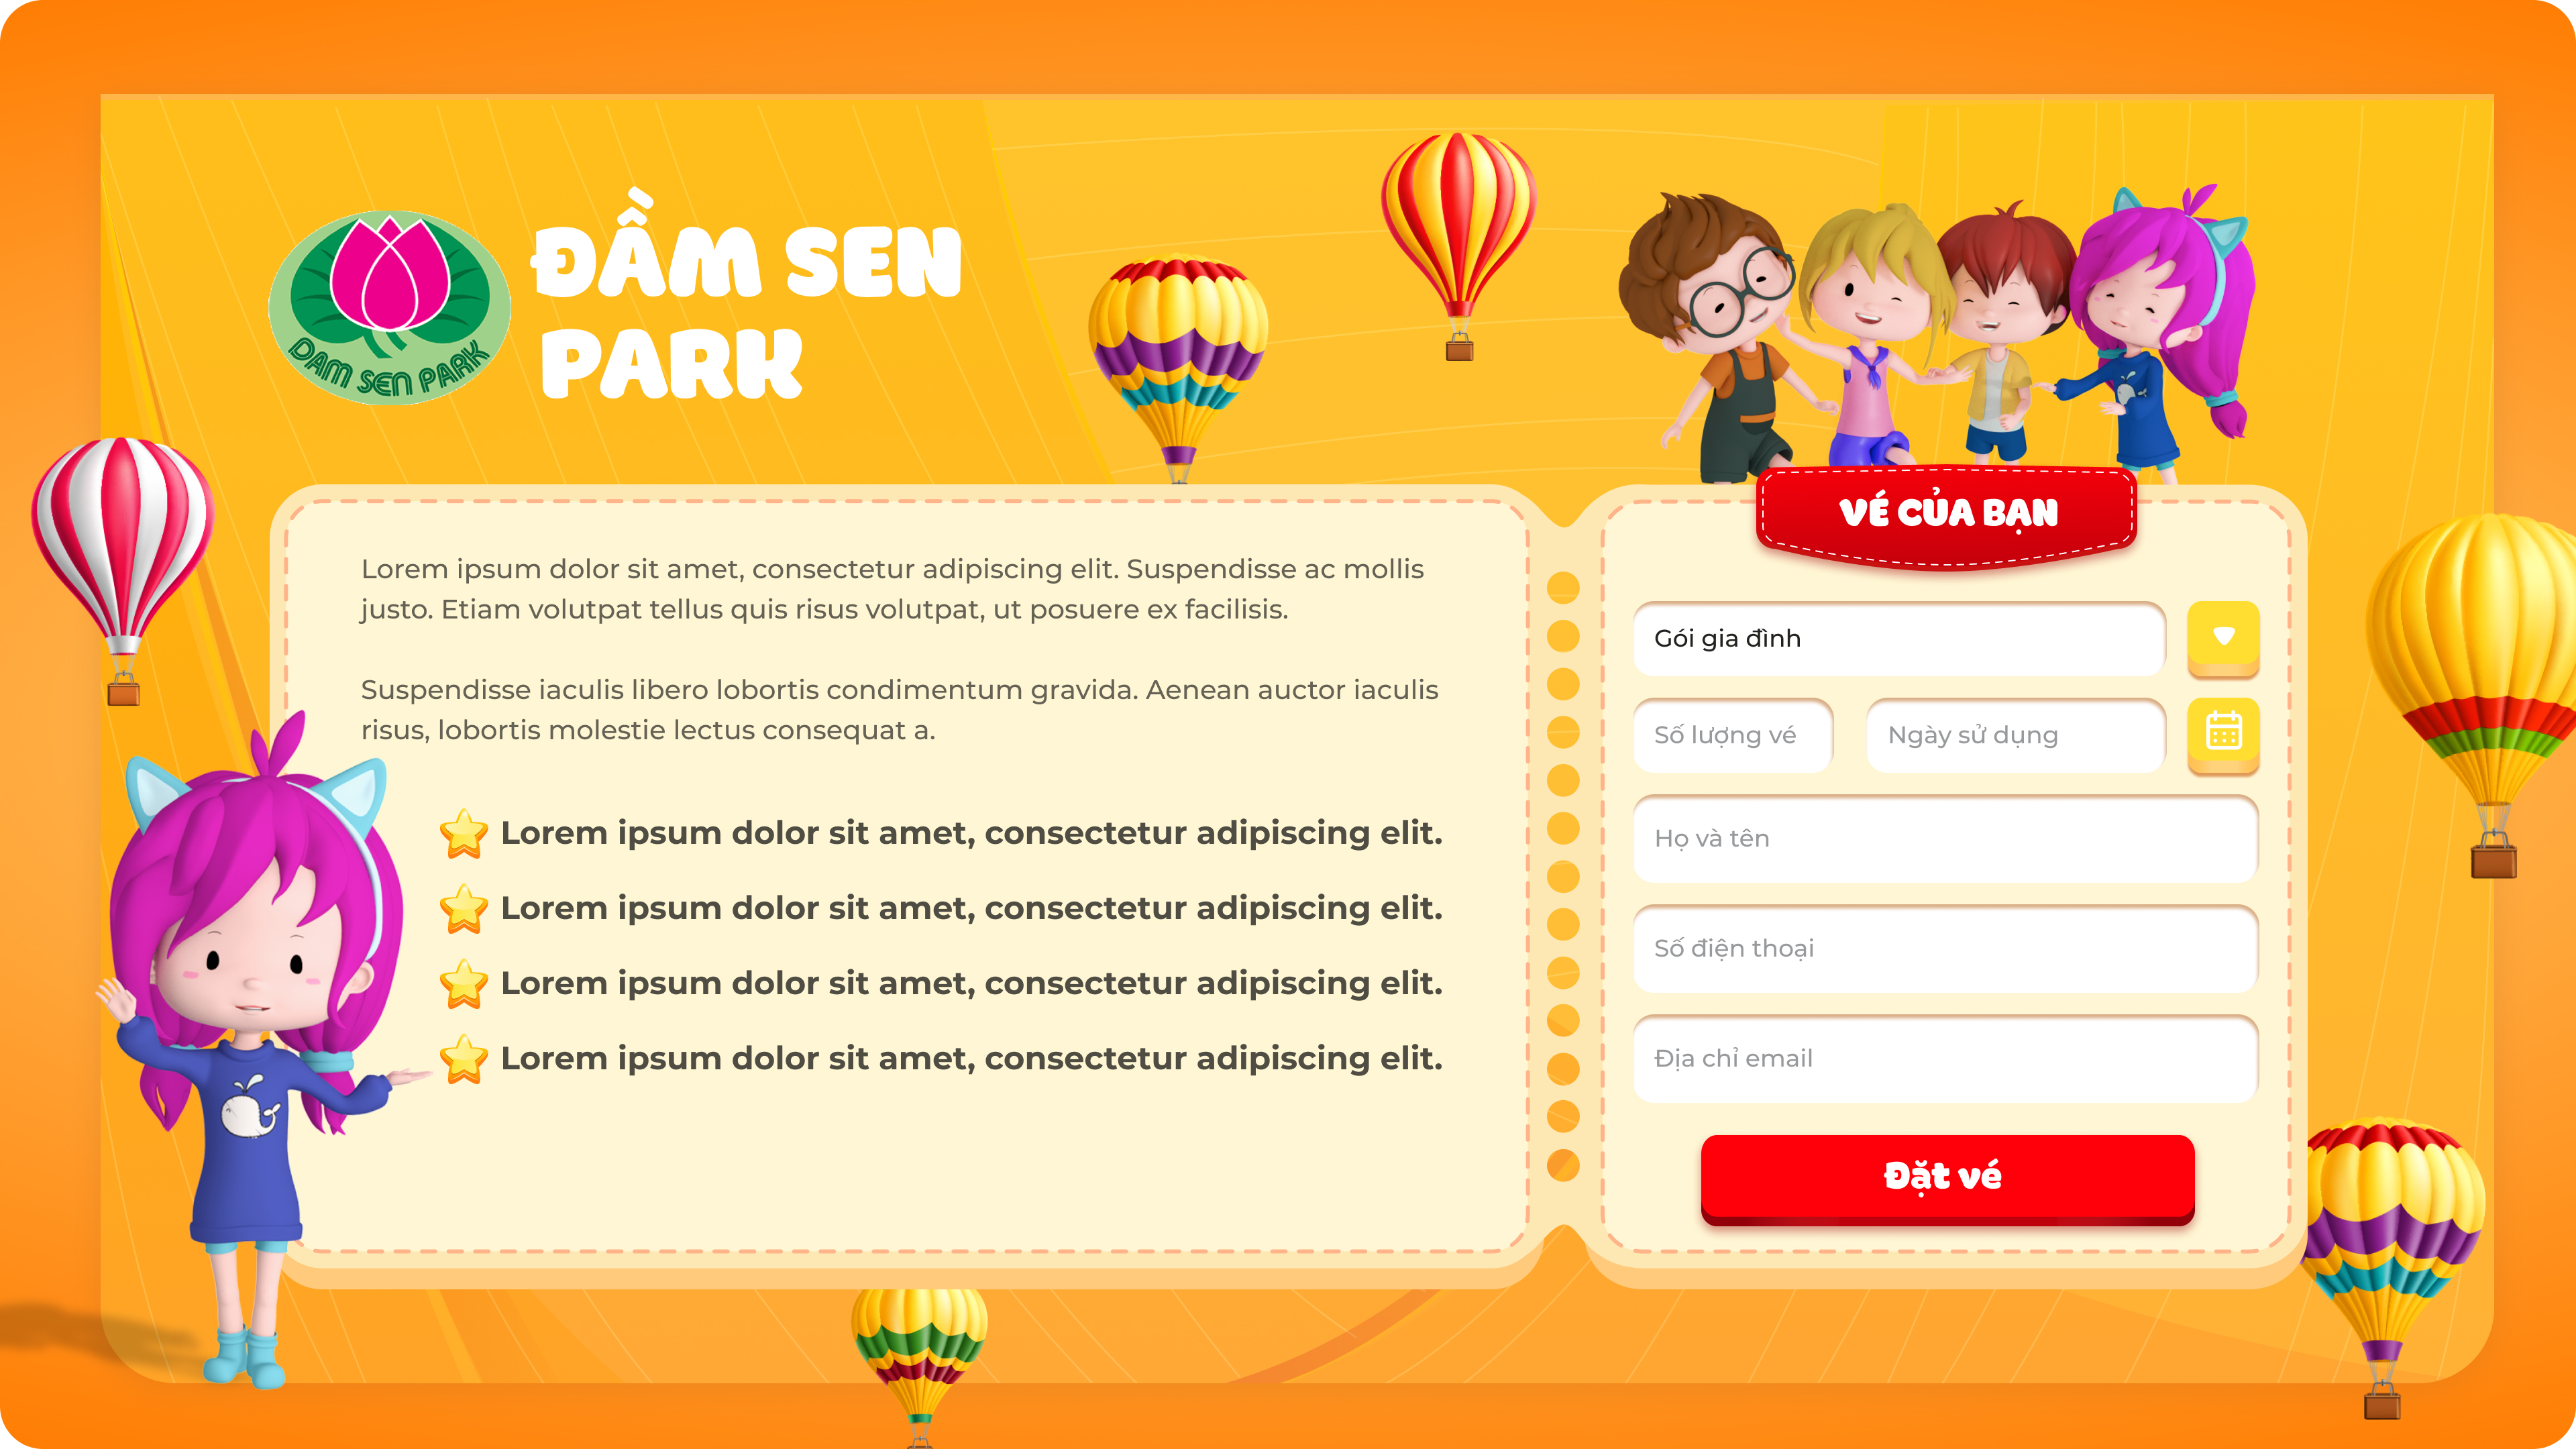 DAM SEN PARK
ĐẦM SEN
PARK
Lorem ipsum dolor sit amet, consectetur adipiscing elit. Suspendisse ac mollis
justo. Etiam volutpat tellus quis risus volutpat, ut posuere ex facilisis.
Suspendisse iaculis libero lobortis condimentum gravida. Aenean auctor iaculis
risus, lobortis molestie lectus consequat a.
Lorem ipsum dolor sit amet, consectetur adipiscing elit.
Lorem ipsum dolor sit amet, consectetur adipiscing elit.
Lorem ipsum dolor sit amet, consectetur adipiscing elit.
Lorem ipsum dolor sit amet, consectetur adipiscing elit.
VÉ CỦA BẠN
Gói gia đình
Số lượng vé
Ngày sử dụng
Họ và tên
Số điện thoại
Địa chỉ email
Đặt vé